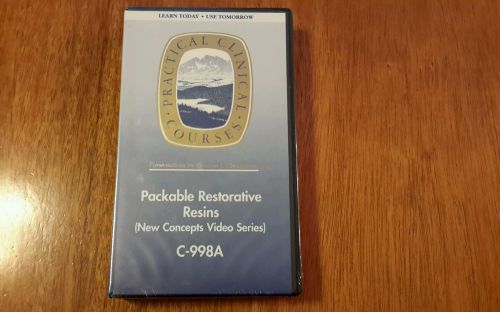 LEARN TODAY • USE TOMORROW
PRACTICAL CLINICAL
COURSES
Packable Restorative
Resins
(New Concepts Video Series)
C-998A